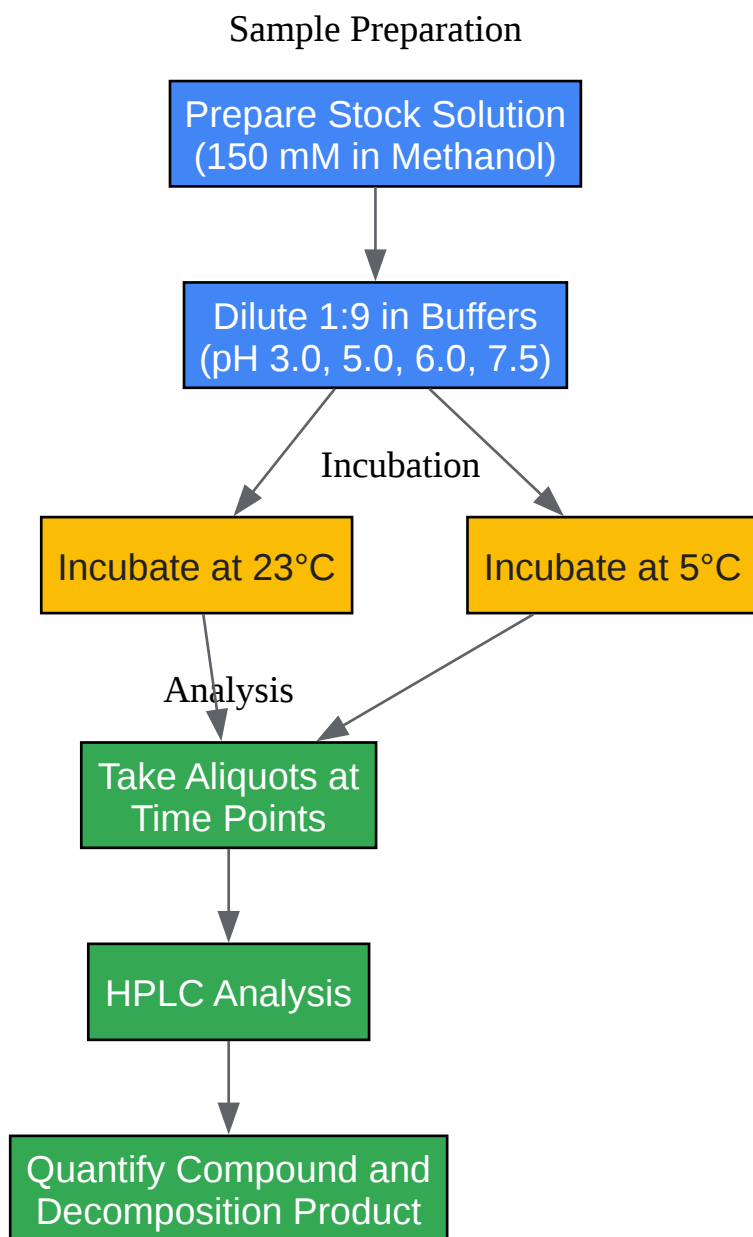 Sample Preparation
Prepare Stock Solution
(150 mM in Methanol)
Dilute 1:9 in Buffers
(pH 3.0, 5.0, 6.0, 7.5)
Incubation
Incubate at 23°C
Incubate at 5°C
Analysis
Take Aliquots at
Time Points
HPLC Analysis
Quantify Compound and
Decomposition Product